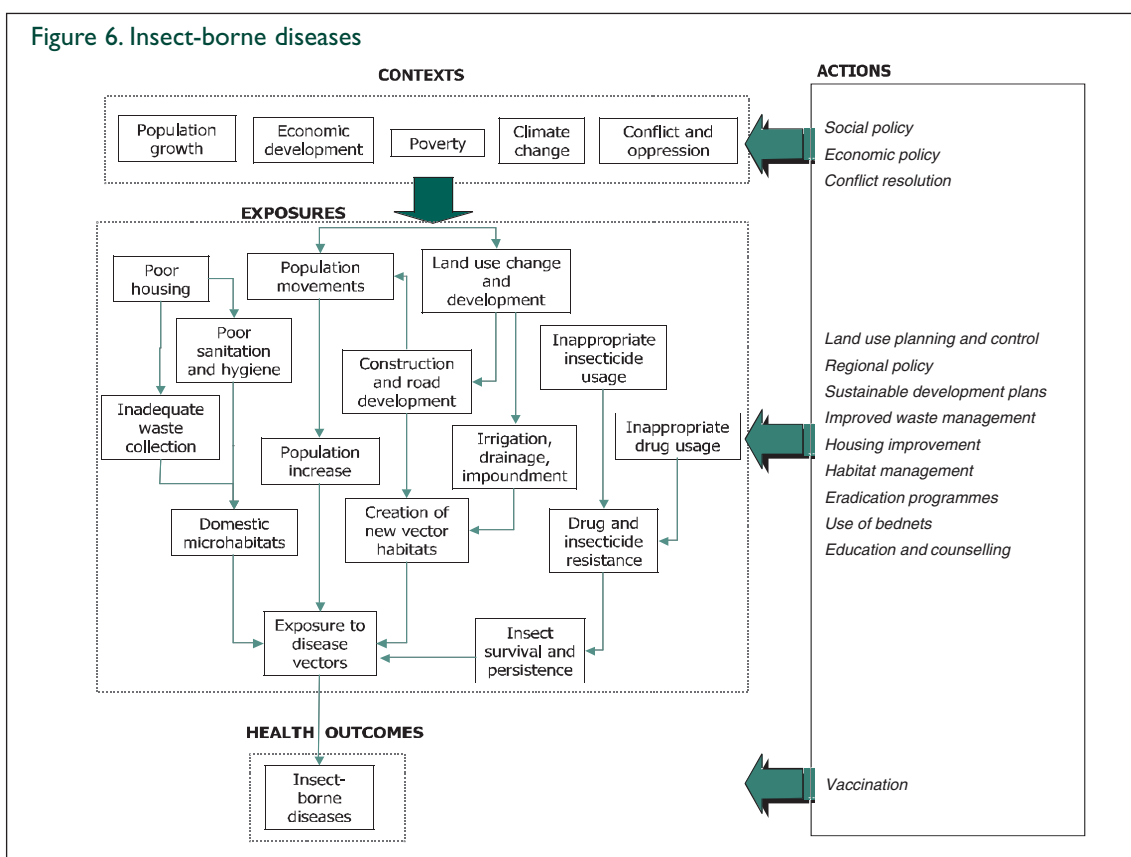 Figure 6. Insect-borne diseases
CONTEXTS
Population
growth
Economic
development
Poverty
Climate
change
Conflict and
oppression
ACTIONS
Social policy
Economic policy
Conflict resolution
EXPOSURES
Poor
housing
Population
movements
Land use change
and
development
Poor
sanitation
and hygiene
Construction
and road
development
Inappropriate
insecticide
usage
Inadequate
waste
collection
Population
increase
Irrigation,
drainage,
impoundment
Inappropriate
drug usage
Domestic
microhabitats
Creation of
new vector
habitats
Drug and
insecticide
resistance
Exposure to
disease
vectors
Insect
survival and
persistence
Land use planning and control
Regional policy
Sustainable development plans
Improved waste management
Housing improvement
Habitat management
Eradication programmes
Use of bednets
Education and counselling
HEALTH OUTCOMES
Insect-
borne
diseases
Vaccination